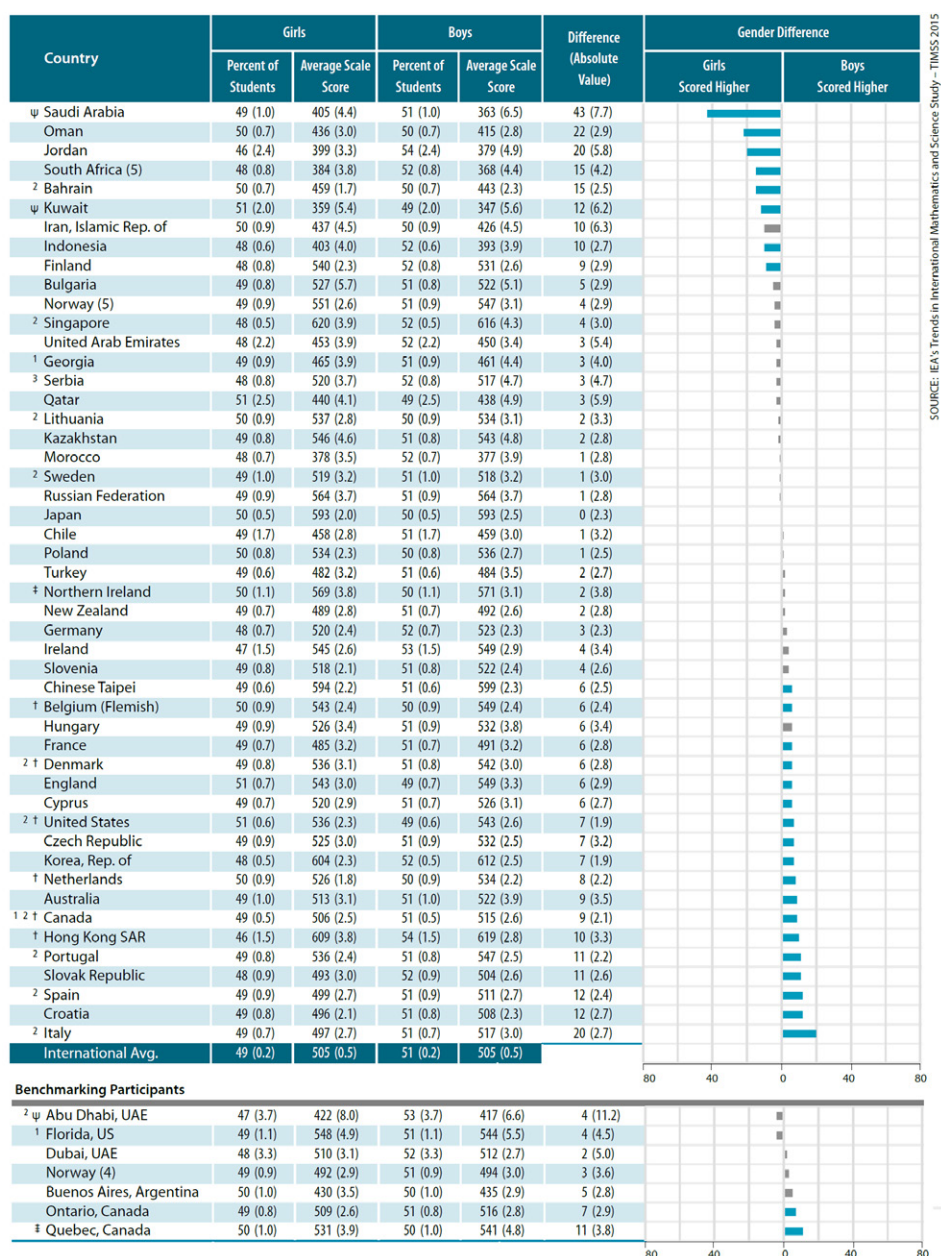 Country Girls Boys Difference (Absolute Value) Gender Difference
Percent of Students Average Scale Score Percent of Students Average Scale Score Girls Scored Higher Boys Scored Higher
ψ Saudi Arabia 49 (1.0) 405 (4.4) 51 (1.0) 363 (6.5) 43 (7.7)
Oman 50 (0.7) 436 (3.0) 50 (0.7) 415 (2.8) 22 (2.9)
Jordan 46 (2.4) 399 (3.3) 54 (2.4) 379 (4.9) 20 (5.8)
South Africa (5) 48 (0.8) 384 (3.8) 52 (0.8) 368 (4.4) 15 (4.2)
2 Bahrain 50 (0.7) 459 (1.7) 50 (0.7) 443 (2.3) 15 (2.5)
ψ Kuwait 51 (2.0) 359 (5.4) 49 (2.0) 347 (5.6) 12 (6.2)
Iran, Islamic Rep. of 50 (0.9) 437 (4.5) 50 (0.9) 426 (4.5) 10 (6.3)
Indonesia 48 (0.6) 403 (4.0) 52 (0.6) 393 (3.9) 10 (2.7)
Finland 48 (0.8) 540 (2.3) 52 (0.8) 531 (2.6) 9 (2.9)
Bulgaria 49 (0.8) 527 (5.7) 51 (0.8) 522 (5.1) 5 (2.9)
Norway (5) 49 (0.9) 551 (2.6) 51 (0.9) 547 (3.1) 4 (2.9)
2 Singapore 48 (0.5) 620 (3.9) 52 (0.5) 616 (4.3) 4 (3.0)
United Arab Emirates 48 (2.2) 453 (3.9) 52 (2.2) 450 (3.4) 3 (5.4)
1 Georgia 49 (0.9) 465 (3.9) 51 (0.9) 461 (4.4) 3 (4.0)
3 Serbia 48 (0.8) 520 (3.7) 52 (0.8) 517 (4.7) 3 (4.7)
Qatar 51 (2.5) 440 (4.1) 49 (2.5) 438 (4.9) 3 (5.9)
2 Lithuania 50 (0.9) 537 (2.8) 50 (0.9) 534 (3.1) 2 (3.3)
Kazakhstan 49 (0.8) 546 (4.6) 51 (0.8) 543 (4.8) 2 (2.8)
Morocco 48 (0.7) 378 (3.5) 52 (0.7) 377 (3.9) 1 (2.8)
2 Sweden 49 (1.0) 519 (3.2) 51 (1.0) 518 (3.2) 1 (3.0)
Russian Federation 49 (0.9) 564 (3.7) 51 (0.9) 564 (3.7) 1 (2.8)
Japan 50 (0.5) 593 (2.0) 50 (0.5) 593 (2.5) 0 (2.3)
Chile 49 (1.7) 458 (2.8) 51 (1.7) 459 (3.0) 1 (3.2)
Poland 50 (0.8) 534 (2.3) 50 (0.8) 536 (2.7) 1 (2.5)
Turkey 49 (0.6) 482 (3.2) 51 (0.6) 484 (3.5) 2 (2.7)
‡ Northern Ireland 50 (1.1) 569 (3.8) 50 (1.1) 571 (3.1) 2 (3.8)
New Zealand 49 (0.7) 489 (2.8) 51 (0.7) 492 (2.6) 2 (2.8)
Germany 48 (0.7) 520 (2.4) 52 (0.7) 523 (2.3) 3 (2.3)
Ireland 47 (1.5) 545 (2.6) 53 (1.5) 549 (2.9) 4 (3.4)
Slovenia 49 (0.8) 518 (2.1) 51 (0.8) 522 (2.4) 4 (2.6)
Chinese Taipei 49 (0.6) 594 (2.2) 51 (0.6) 599 (2.3) 6 (2.5)
† Belgium (Flemish) 50 (0.9) 543 (2.4) 50 (0.9) 549 (2.4) 6 (2.4)
Hungary 49 (0.9) 526 (3.4) 51 (0.9) 532 (3.8) 6 (3.4)
France 49 (0.7) 485 (3.2) 51 (0.7) 491 (3.2) 6 (2.8)
2 † Denmark 49 (0.8) 536 (3.1) 51 (0.8) 542 (3.0) 6 (2.8)
England 51 (0.7) 543 (3.0) 49 (0.7) 549 (3.3) 6 (2.9)
Cyprus 49 (0.7) 520 (2.9) 51 (0.7) 526 (3.1) 6 (2.7)
2 † United States 51 (0.6) 536 (2.3) 49 (0.6) 543 (2.6) 7 (1.9)
Czech Republic 49 (0.9) 525 (3.0) 51 (0.9) 532 (2.5) 7 (3.2)
Korea, Rep. of 48 (0.5) 604 (2.3) 52 (0.5) 612 (2.5) 7 (1.9)
† Netherlands 50 (0.9) 526 (1.8) 50 (0.9) 534 (2.2) 8 (2.2)
Australia 49 (1.0) 513 (3.1) 51 (1.0) 522 (3.9) 9 (3.5)
1 2 † Canada 49 (0.5) 506 (2.5) 51 (0.5) 515 (2.6) 9 (2.1)
† Hong Kong SAR 46 (1.5) 609 (3.8) 54 (1.5) 619 (2.8) 10 (3.3)
2 Portugal 49 (0.8) 536 (2.4) 51 (0.8) 547 (2.5) 11 (2.2)
Slovak Republic 48 (0.9) 493 (3.0) 52 (0.9) 504 (2.6) 11 (2.6)
2 Spain 49 (0.9) 499 (2.7) 51 (0.9) 511 (2.7) 12 (2.4)
Croatia 49 (0.8) 496 (2.1) 51 (0.8) 508 (2.3) 12 (2.7)
2 Italy 49 (0.7) 497 (2.7) 51 (0.7) 517 (3.0) 20 (2.7)
International Avg. 49 (0.2) 505 (0.5) 51 (0.2) 505 (0.5)
80 40 0 40 80
Benchmarking Participants
2 ψ Abu Dhabi, UAE 47 (3.7) 422 (8.0) 53 (3.7) 417 (6.6) 4 (11.2)
1 Florida, US 49 (1.1) 548 (4.9) 51 (1.1) 544 (5.5) 4 (4.5)
Dubai, UAE 48 (3.3) 510 (3.1) 52 (3.3) 512 (2.7) 2 (5.0)
Norway (4) 49 (0.9) 492 (2.9) 51 (0.9) 494 (3.0) 3 (3.6)
Buenos Aires, Argentina 50 (1.0) 430 (3.5) 50 (1.0) 435 (2.9) 5 (2.8)
Ontario, Canada 49 (0.8) 509 (2.6) 51 (0.8) 516 (2.8) 7 (2.9)
‡ Quebec, Canada 50 (1.0) 531 (3.9) 50 (1.0) 541 (4.8) 11 (3.8)
80 40 0 40 80
SOURCE: IEA's Trends in International Mathematics and Science Study – TIMSS 2015